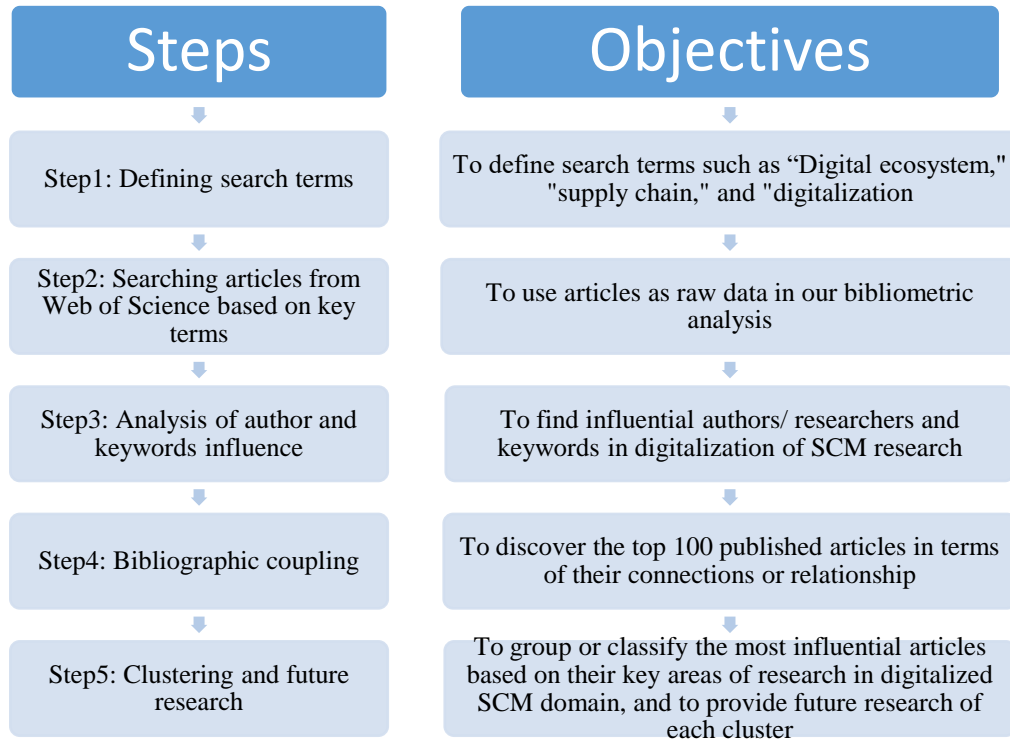 Steps
Objectives
Step1: Defining search terms
To define search terms such as “Digital ecosystem,"
"supply chain," and "digitalization
Step2: Searching articles from
Web of Science based on key
terms
To use articles as raw data in our bibliometric
analysis
Step3: Analysis of author and
keywords influence
To find influential authors/ researchers and
keywords in digitalization of SCM research
Step4: Bibliographic coupling
To discover the top 100 published articles in terms
of their connections or relationship
Step5: Clustering and future
research
To group or classify the most influential articles
based on their key areas of research in digitalized
SCM domain, and to provide future research of
each cluster